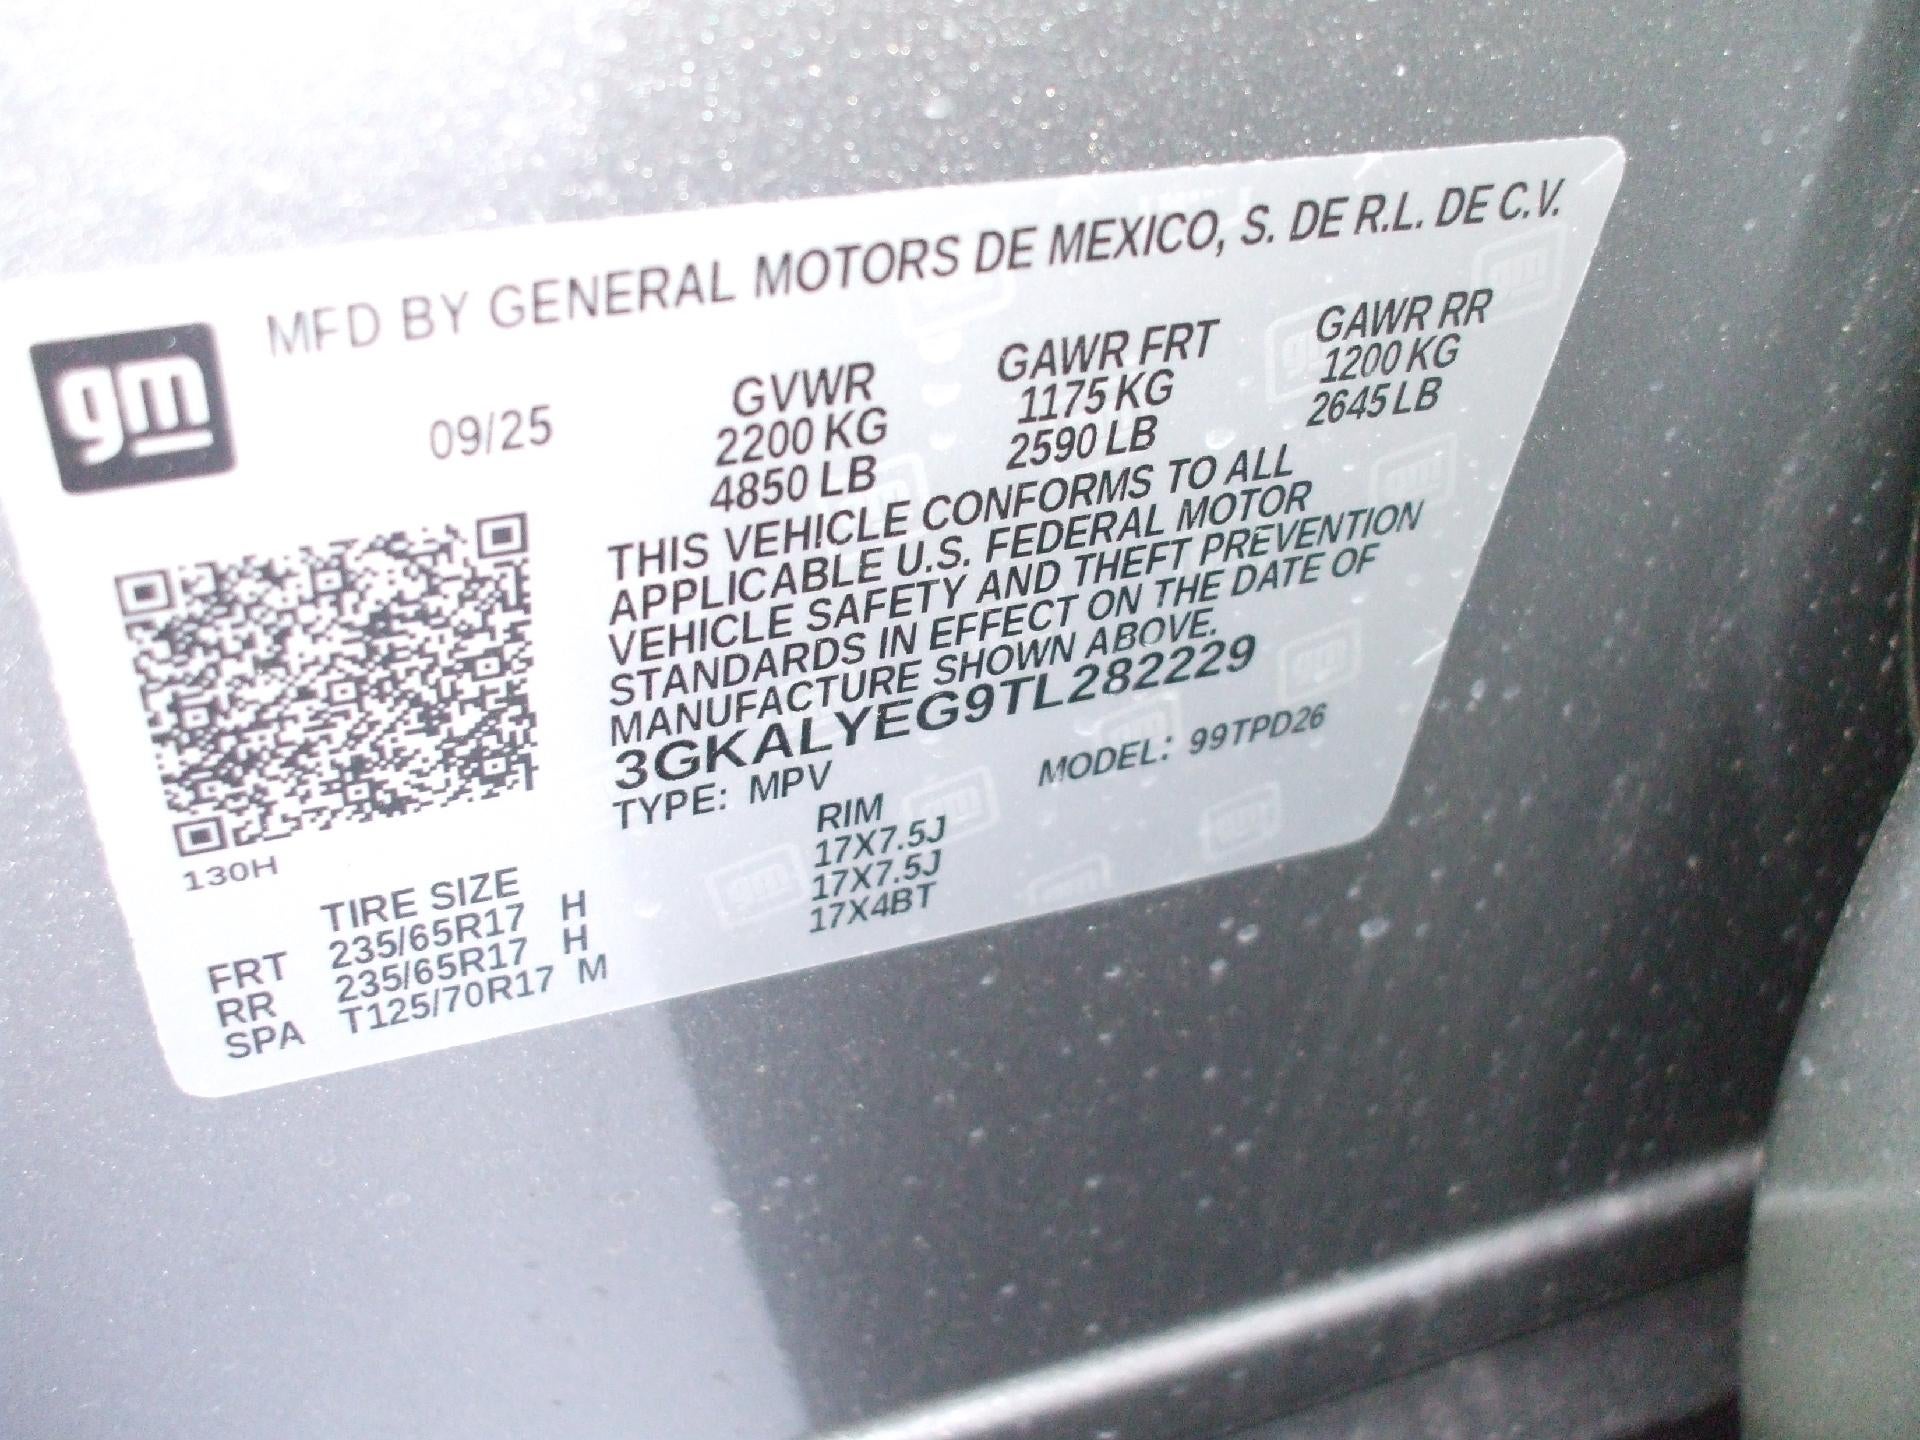 MFD BY GENERAL MOTORS DE MEXICO, S. DE R.L. DE C.V.
gm
09/25
GVWR GAWR FRT GAWR RR
2200 KG 1175 KG 1200 KG
4850 LB 2590 LB 2645 LB
THIS VEHICLE CONFORMS TO ALL
APPLICABLE U.S. FEDERAL MOTOR
VEHICLE SAFETY AND THEFT PREVENTION
STANDARDS IN EFFECT ON THE DATE OF
MANUFACTURE SHOWN ABOVE.
3GKALYEG9TL282229
TYPE: MPV MODEL: 99TPD26
130H
TIRE SIZE RIM
FRT 235/65R17 H 17X7.5J
RR 235/65R17 H 17X7.5J
SPA T125/70R17 M 17X4BT